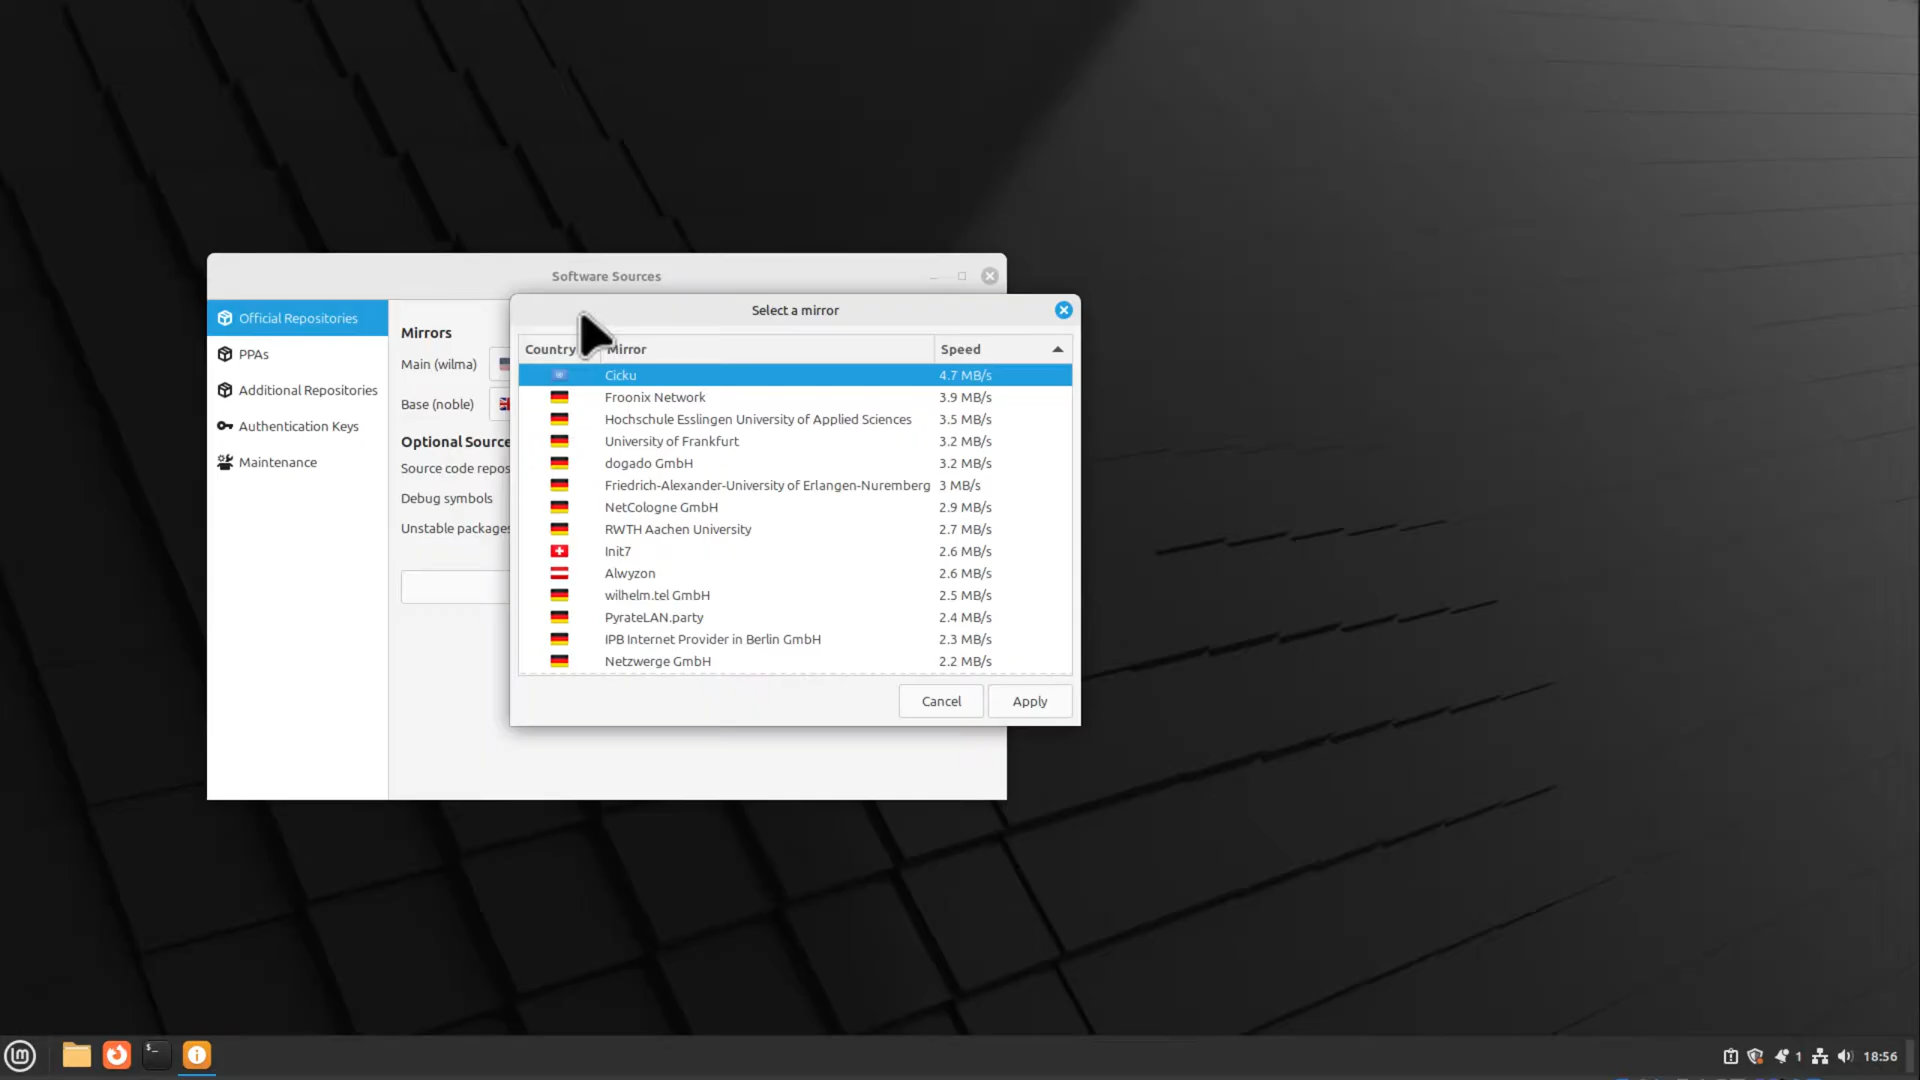 Software Sources
Official Repositories
PPAs
Additional Repositories
Authentication Keys
Maintenance
Mirrors
Main (wilma)
Base (noble)
Optional Source
Source code repos
Debug symbols
Unstable packages
Select a mirror
Country Mirror Speed
Cicku 4.7 MB/s
Froonix Network 3.9 MB/s
Hochschule Esslingen University of Applied Sciences 3.5 MB/s
University of Frankfurt 3.2 MB/s
dogado GmbH 3.2 MB/s
Friedrich-Alexander-University of Erlangen-Nuremberg 3 MB/s
NetCologne GmbH 2.9 MB/s
RWTH Aachen University 2.7 MB/s
Init7 2.6 MB/s
Alwyzon 2.6 MB/s
wilhelm.tel GmbH 2.5 MB/s
PyrateLAN.party 2.4 MB/s
IPB Internet Provider in Berlin GmbH 2.3 MB/s
Netzwerge GmbH 2.2 MB/s
Cancel Apply
1 18:56